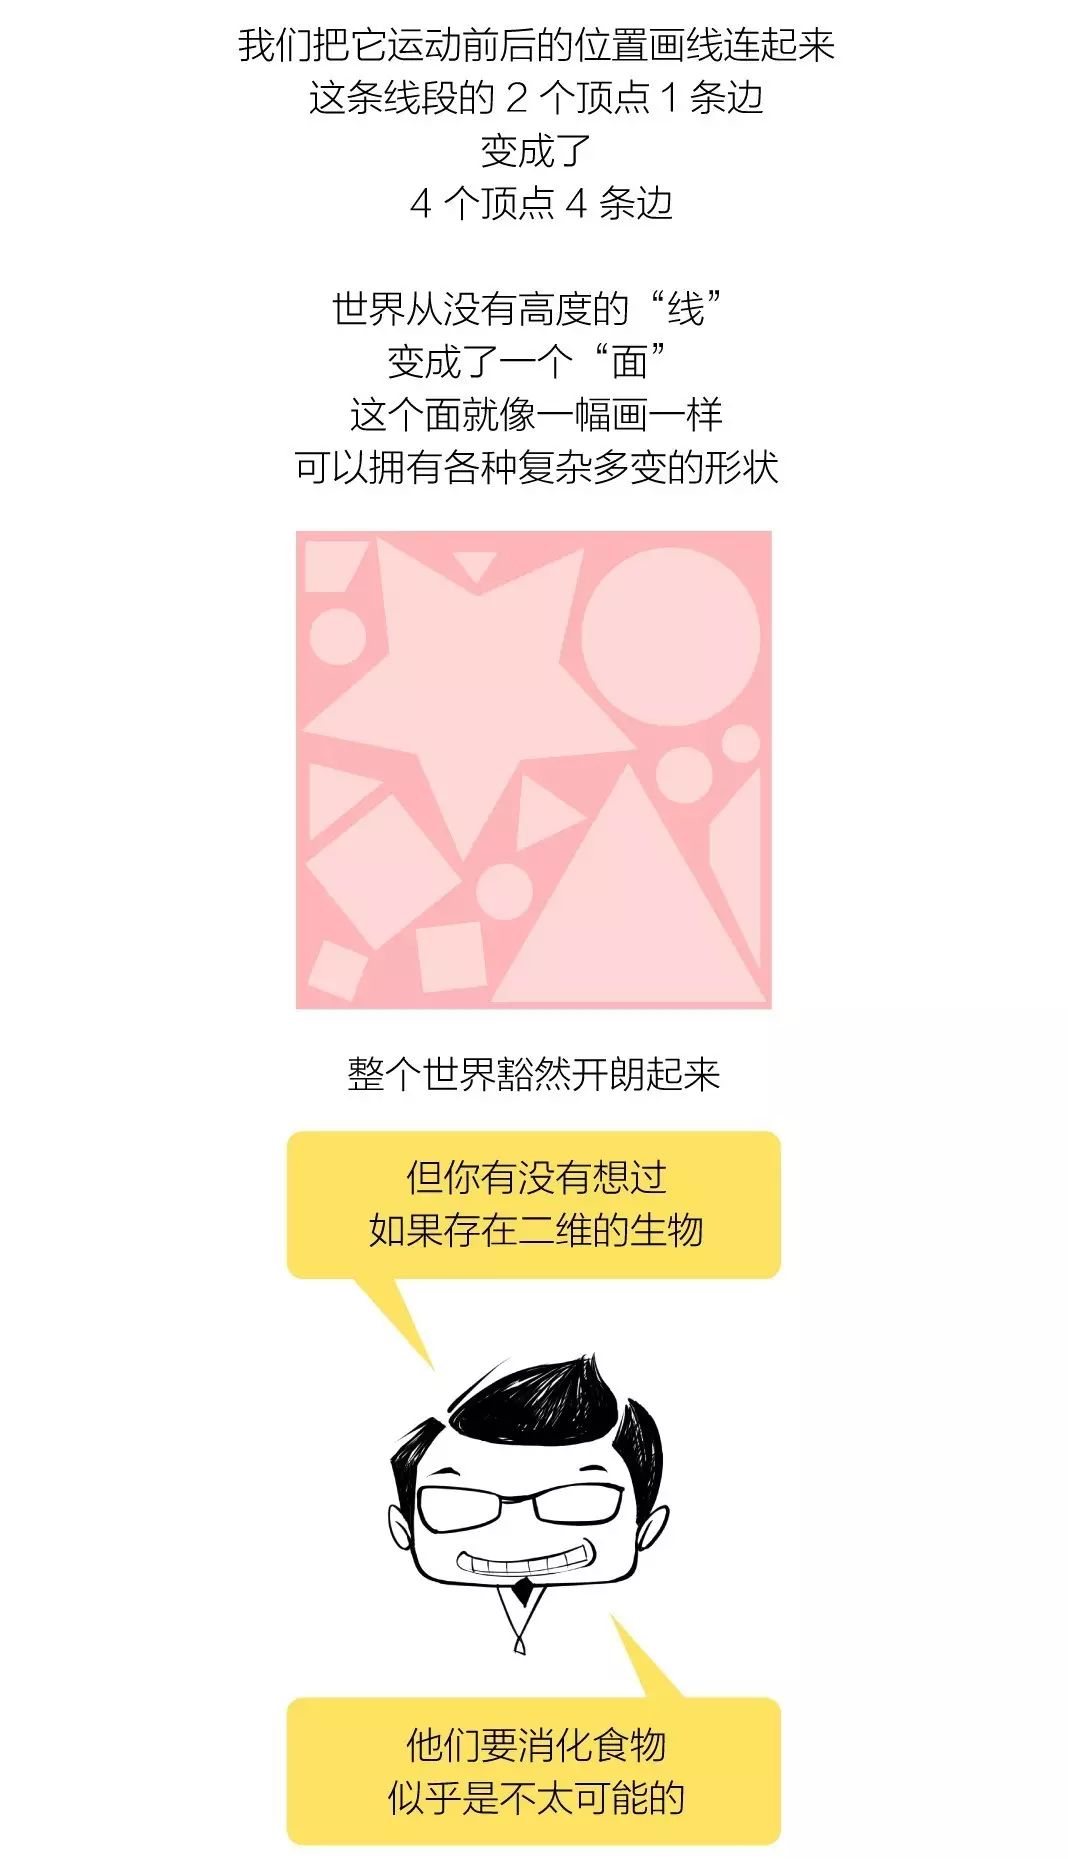 我们把它运动前后的位置画线连起来
这条线段的 2 个顶点 1 条边
变成了
4 个顶点 4 条边
世界从没有高度的“线”
变成了一个“面”
这个面就像一幅画一样
可以拥有各种复杂多变的形状
整个世界豁然开朗起来
但你有没有想过
如果存在二维的生物
他们要消化食物
似乎是不太可能的